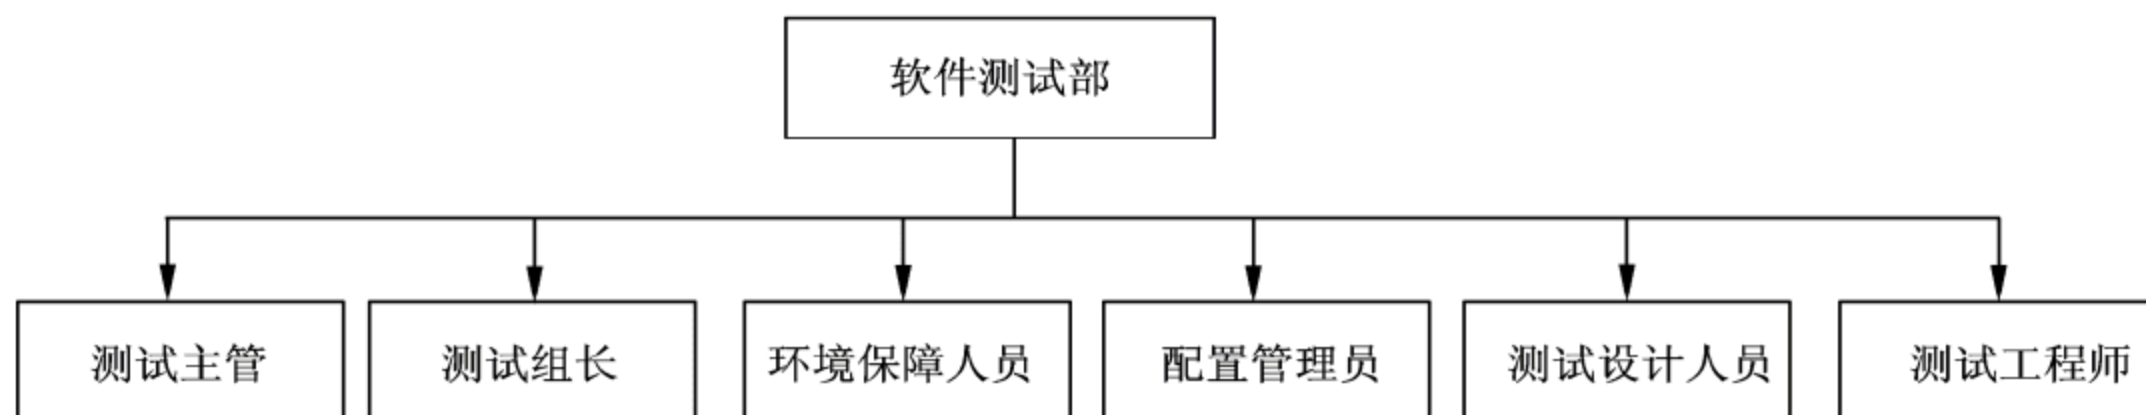 软件测试部
测试主管
测试组长
环境保障人员
配置管理员
测试设计人员
测试工程师